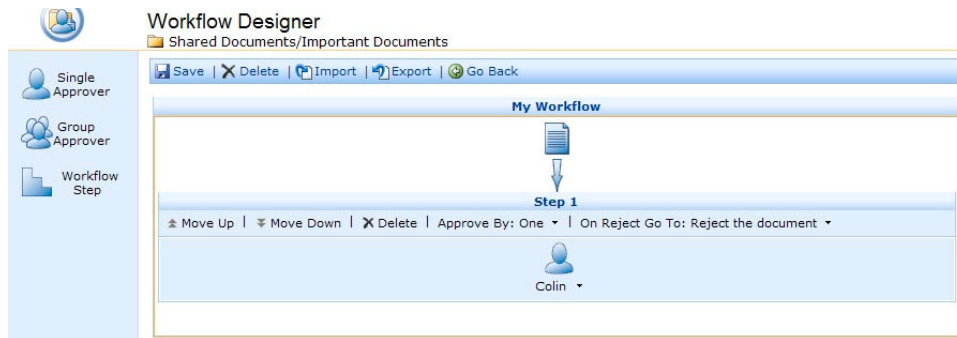 Workflow Designer
Shared Documents/Important Documents
Single
Approver
Group
Approver
Workflow
Step
Save | Delete | Import | Export | Go Back
My Workflow
Step 1
Move Up | Move Down | Delete | Approve By: One | On Reject Go To: Reject the document
Colin